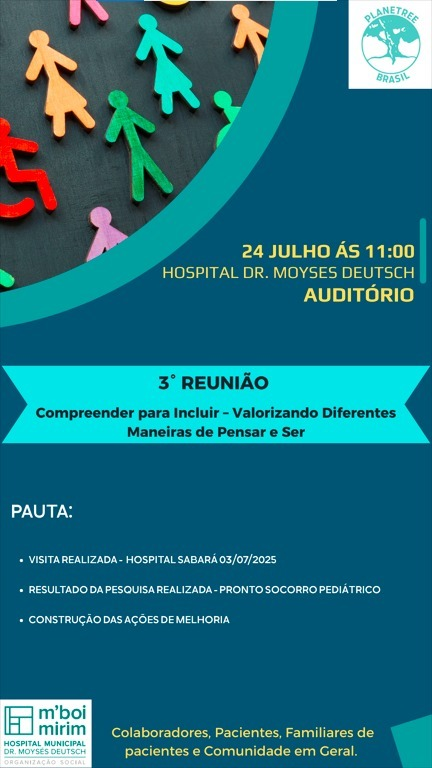 PLANETREE
BRASIL
24 JULHO ÁS 11:00
HOSPITAL DR. MOYSES DEUTSCH
AUDITÓRIO
3° REUNIÃO
Compreender para Incluir – Valorizando Diferentes
Maneiras de Pensar e Ser
PAUTA:
• VISITA REALIZADA - HOSPITAL SABARÁ 03/07/2025
• RESULTADO DA PESQUISA REALIZADA - PRONTO SOCORRO PEDIÁTRICO
• CONSTRUÇÃO DAS AÇÕES DE MELHORIA
m'boi
mirim
HOSPITAL MUNICIPAL
DR. MOYSÉS DEUTSCH
ORGANIZAÇÃO SOCIAL
Colaboradores, Pacientes, Familiares de
pacientes e Comunidade em Geral.